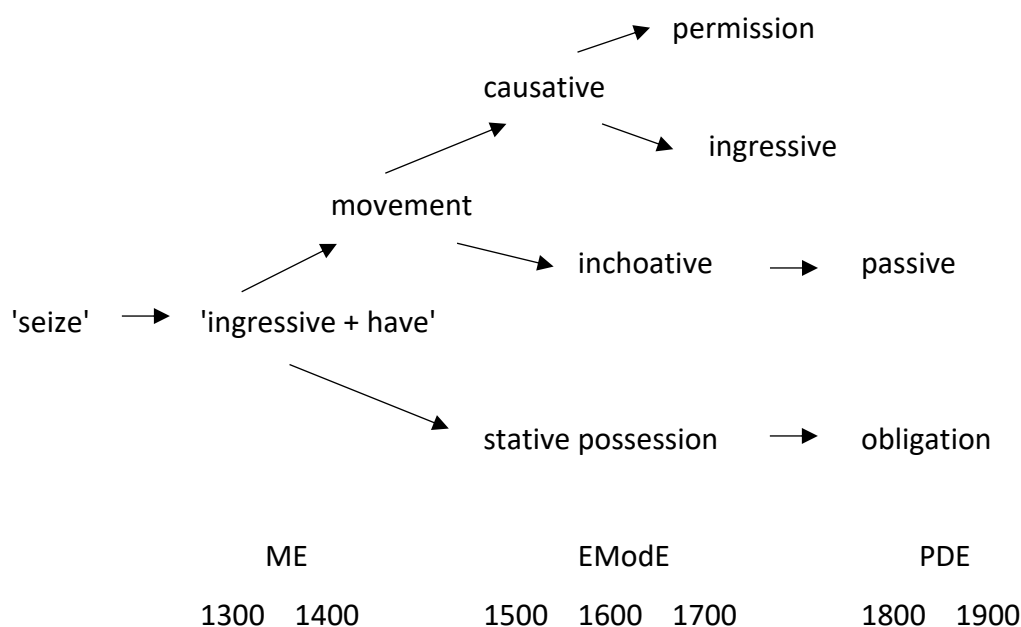 permission
causative
ingressive
movement
inchoative passive
'seize' 'ingressive + have'
stative possession obligation
ME EModE PDE
1300 1400 1500 1600 1700 1800 1900